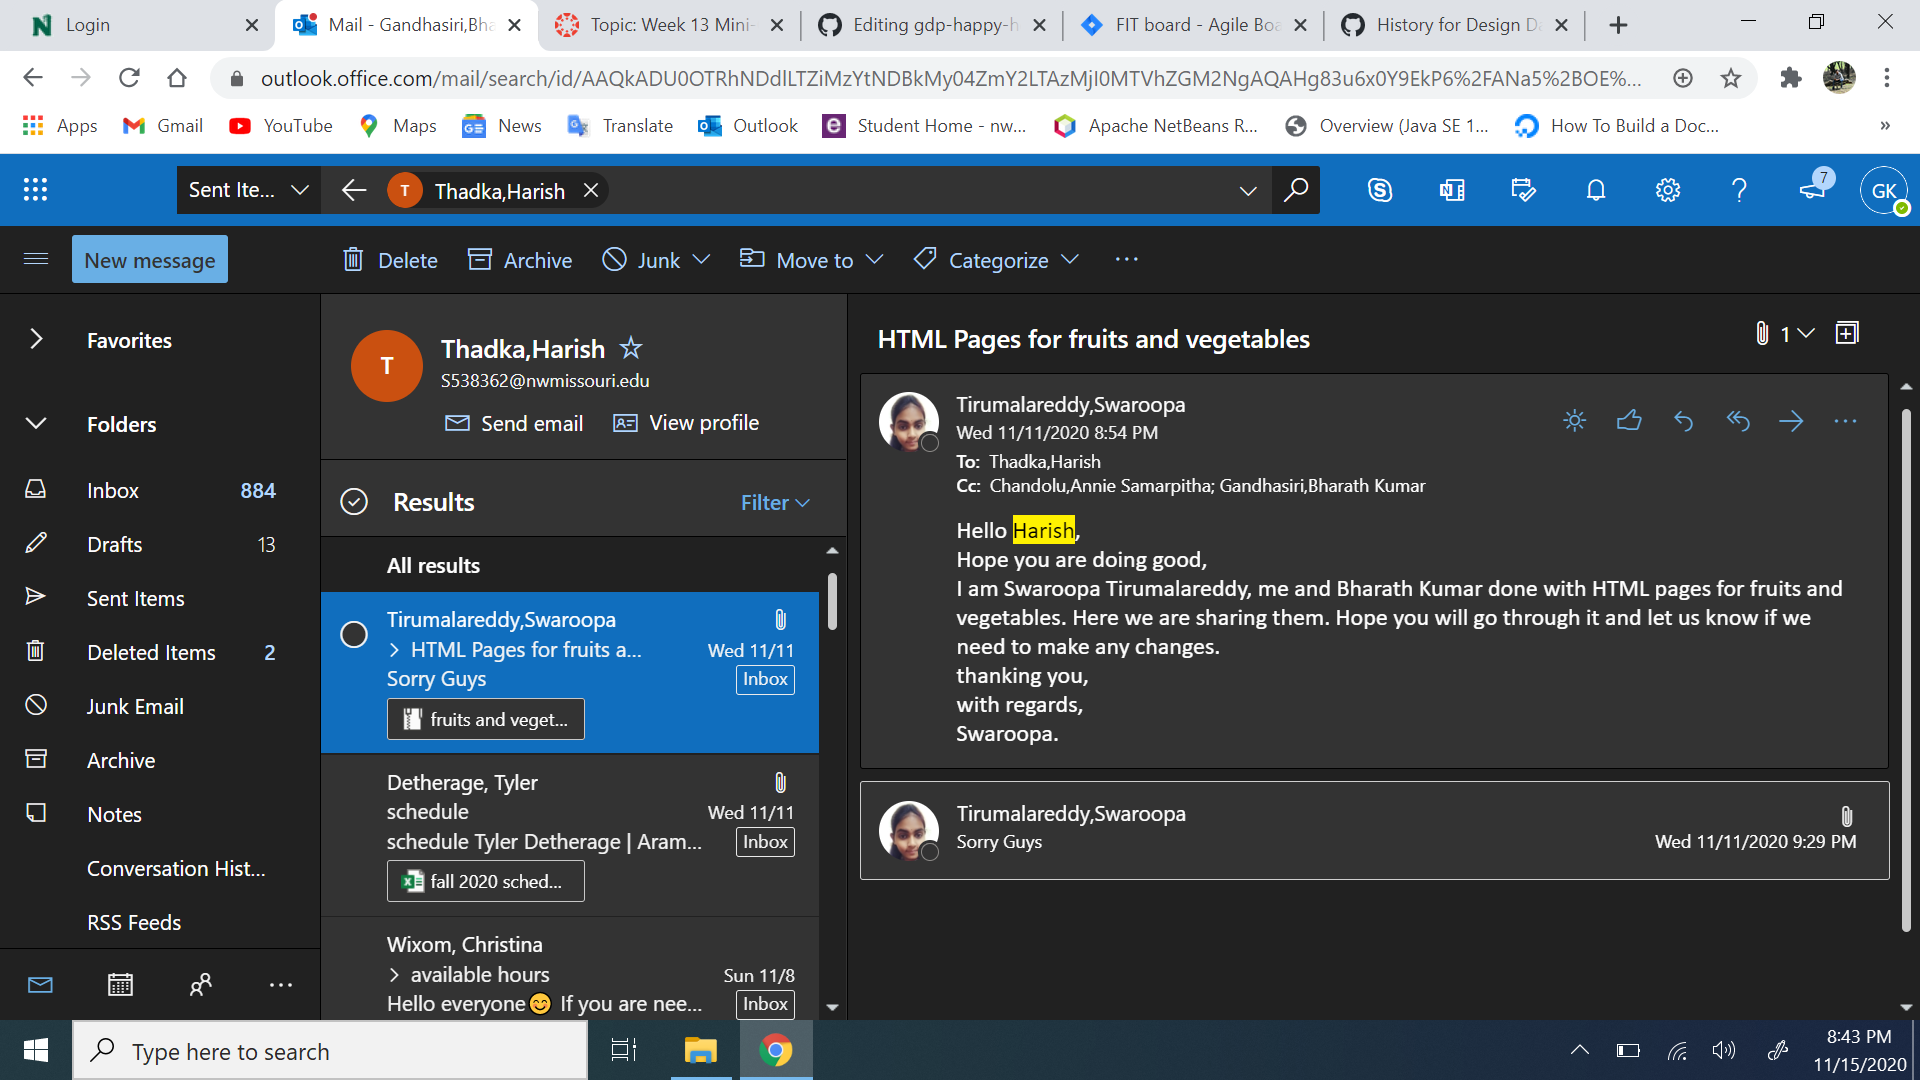 Login
Mail - Gandhasiri,Bha
Topic: Week 13 Mini-
Editing gdp-happy-h
FIT board - Agile Boa
History for Design Da
outlook.office.com/mail/search/id/AAQkADU0OTRhNDdlLTZiMzYtNDBkMy04ZmY2LTAzMjI0MTVhZGM2NgAQAHg83u6x0Y9EkP6%2FANa5%2BOE%...
Apps
Gmail
YouTube
Maps
News
Translate
Outlook
Student Home - nw...
Apache NetBeans R...
Overview (Java SE 1...
How To Build a Doc...
»
Sent Ite...
T
Thadka,Harish
7
GK
New message
Delete
Archive
Junk
Move to
Categorize
Favorites
Folders
Inbox 884
Drafts 13
Sent Items
Deleted Items 2
Junk Email
Archive
Notes
Conversation Hist...
RSS Feeds
T
Thadka,Harish
S538362@nwmissouri.edu
Send email
View profile
Results
Filter
All results
Tirumalareddy,Swaroopa
HTML Pages for fruits a...
Wed 11/11
Sorry Guys
Inbox
fruits and veget...
Detherage, Tyler
schedule
Wed 11/11
schedule Tyler Detherage | Aram...
Inbox
fall 2020 sched...
Wixom, Christina
available hours
Sun 11/8
Hello everyone😊 If you are nee...
Inbox
HTML Pages for fruits and vegetables
1
Tirumalareddy,Swaroopa
Wed 11/11/2020 8:54 PM
To: Thadka,Harish
Cc: Chandolu,Annie Samarpitha; Gandhasiri,Bharath Kumar
Hello Harish,
Hope you are doing good,
I am Swaroopa Tirumalareddy, me and Bharath Kumar done with HTML pages for fruits and
vegetables. Here we are sharing them. Hope you will go through it and let us know if we
need to make any changes.
thanking you,
with regards,
Swaroopa.
Tirumalareddy,Swaroopa
Sorry Guys
Wed 11/11/2020 9:29 PM
Type here to search
8:43 PM
11/15/2020